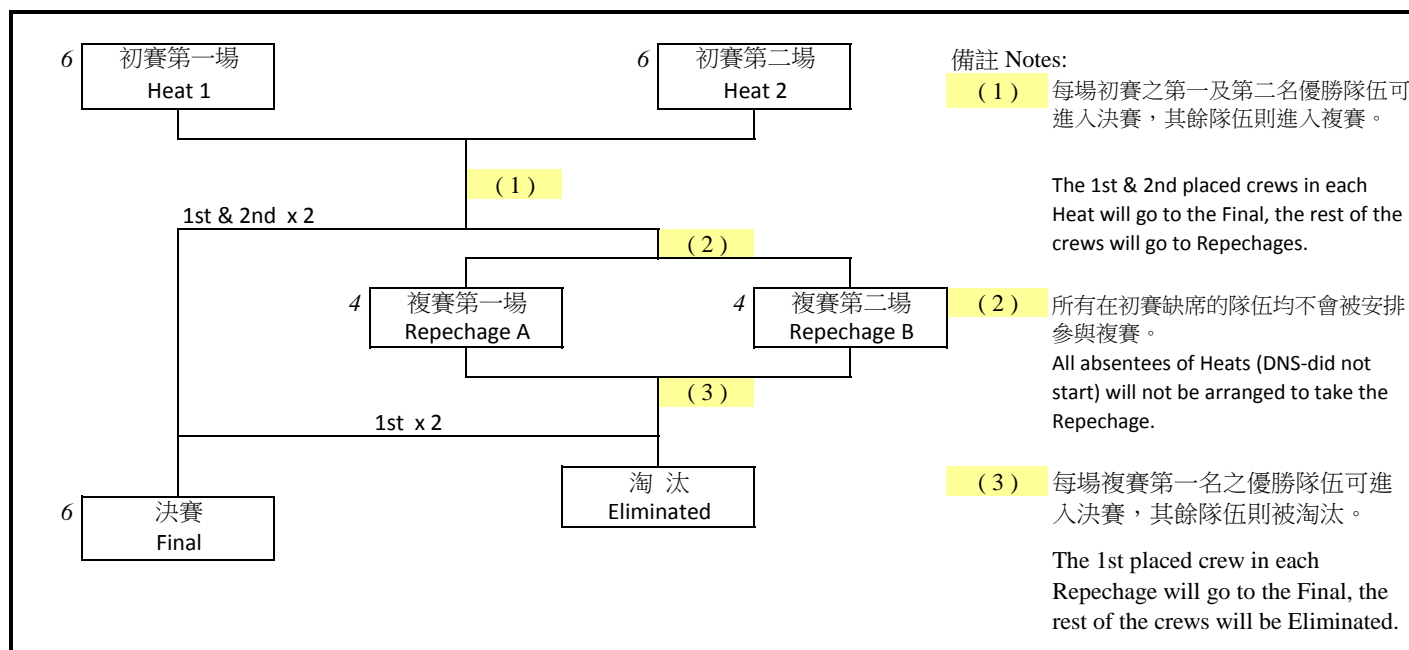 6
初賽第一場
Heat 1
6
初賽第二場
Heat 2
( 1 )
1st & 2nd x 2
( 2 )
4
複賽第一場
Repechage A
4
複賽第二場
Repechage B
( 3 )
1st x 2
淘 汰
Eliminated
6
決賽
Final
備註 Notes:
( 1 )
每場初賽之第一及第二名優勝隊伍可
進入決賽，其餘隊伍則進入複賽。
The 1st & 2nd placed crews in each
Heat will go to the Final, the rest of the
crews will go to Repechages.
( 2 )
所有在初賽缺席的隊伍均不會被安排
參與複賽。
All absentees of Heats (DNS-did not
start) will not be arranged to take the
Repechage.
( 3 )
每場複賽第一名之優勝隊伍可進
入決賽，其餘隊伍則被淘汰。
The 1st placed crew in each
Repechage will go to the Final, the
rest of the crews will be Eliminated.